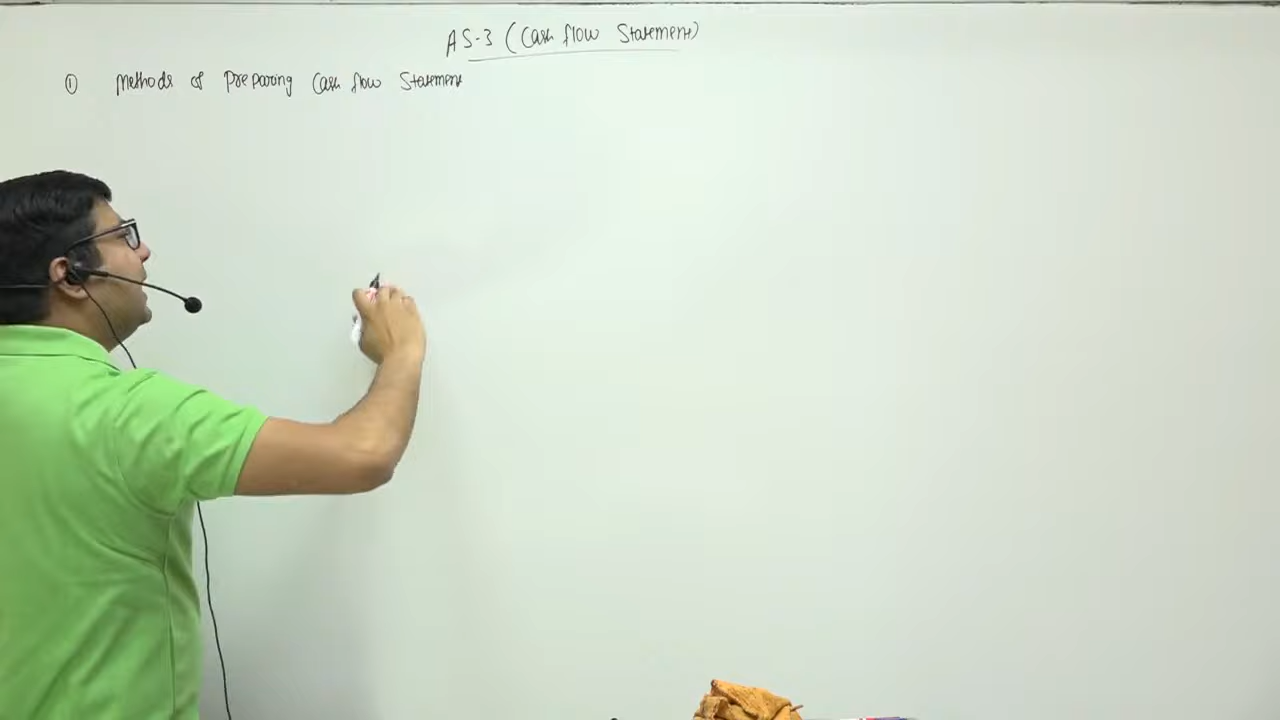 AS-3 (Cash flow Statement)
① Methods of Preparing Cash flow Statement